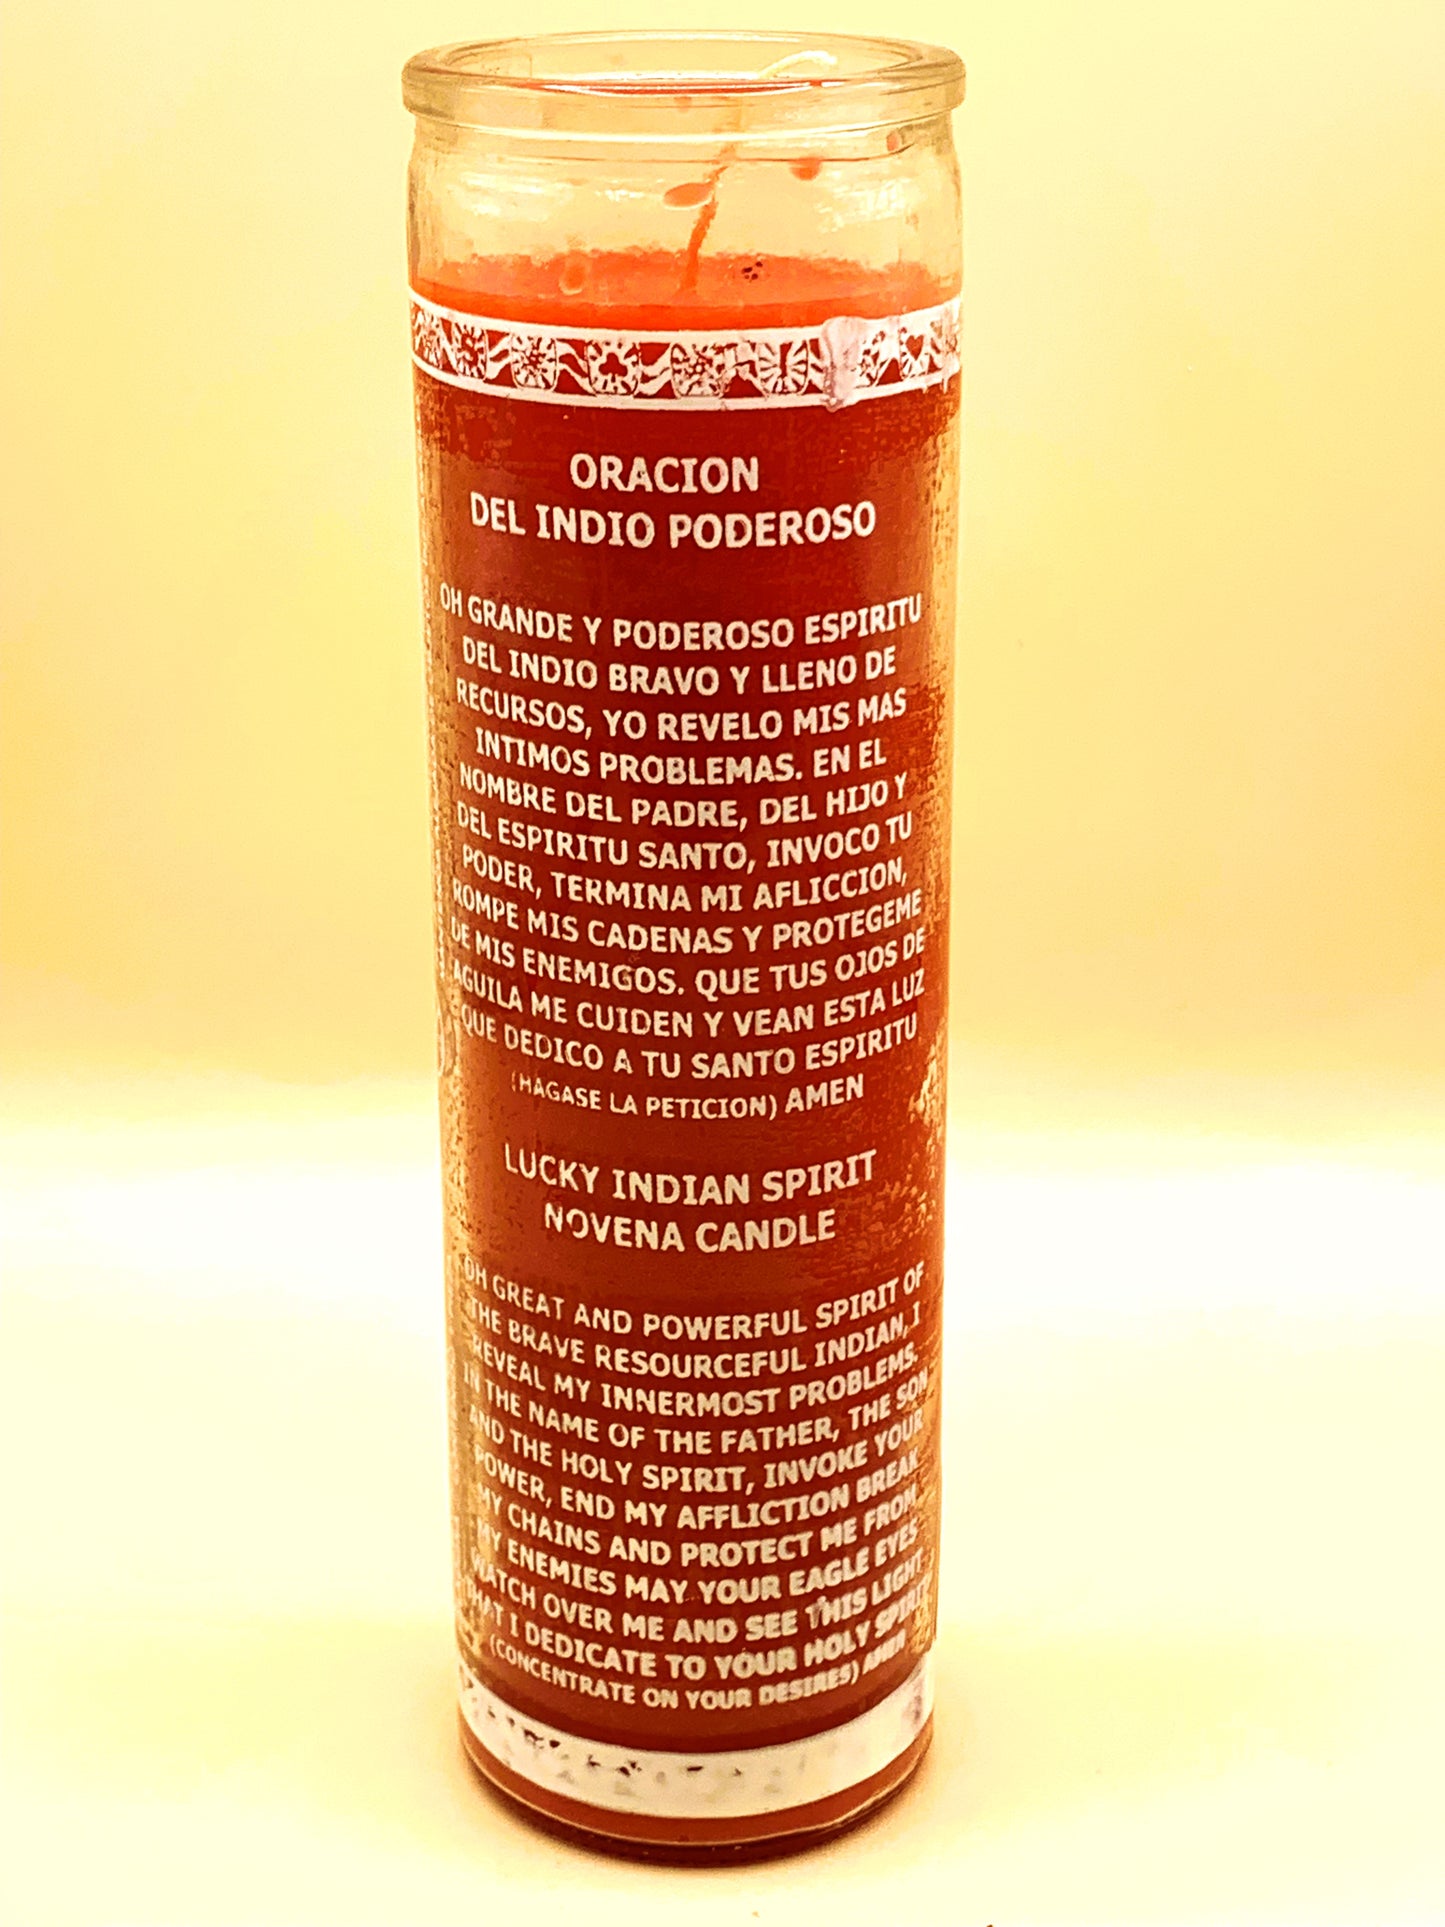 ORACION
DEL INDIO PODEROSO
OH GRANDE Y PODEROSO ESPIRITU
DEL INDIO BRAVO Y LLENO DE
RECURSOS, YO REVELO MIS MAS
INTIMOS PROBLEMAS. EN EL
NOMBRE DEL PADRE, DEL HIJO Y
DEL ESPIRITU SANTO, INVOCO TU
PODER, TERMINA MI AFLICCION,
ROMPE MIS CADENAS Y PROTEGEME
DE MIS ENEMIGOS. QUE TUS OJOS DE
AGUILA ME CUIDEN Y VEAN ESTA LUZ
QUE DEDICO A TU SANTO ESPIRITU
(HAGASE LA PETICION) AMEN
LUCKY INDIAN SPIRIT
NOVENA CANDLE
OH GREAT AND POWERFUL SPIRIT OF
THE BRAVE RESOURCEFUL INDIAN, I
REVEAL MY INNERMOST PROBLEMS.
IN THE NAME OF THE FATHER, THE SON
AND THE HOLY SPIRIT, INVOKE YOUR
POWER, END MY AFFLICTION BREAK
MY CHAINS AND PROTECT ME FROM
MY ENEMIES MAY YOUR EAGLE EYES
WATCH OVER ME AND SEE THIS LIGHT
THAT I DEDICATE TO YOUR HOLY SPIRIT
(CONCENTRATE ON YOUR DESIRES) AMEN